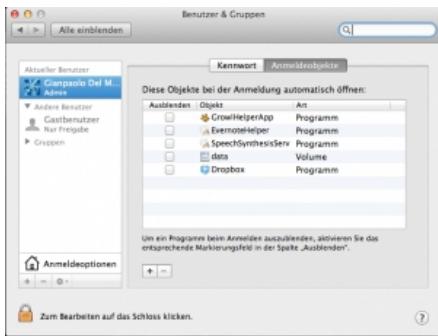 Benutzer & Gruppen
Alle einblenden
Kennwort Anmeldeobjekte
Aktueller Benutzer
Gianpaolo Del M...
Admin
Andere Benutzer
Gastbenutzer
Nur Freigabe
Gruppen
Anmeldeoptionen
Diese Objekte bei der Anmeldung automatisch öffnen:
Ausblenden Objekt Art
GrowlHelperApp Programm
EvernoteHelper Programm
SpeechSynthesisServ Programm
data Volume
Dropbox Programm
Um ein Programm beim Anmelden auszublenden, aktivieren Sie das
entsprechende Markierungsfeld in der Spalte „Ausblenden“.
Zum Bearbeiten auf das Schloss klicken.